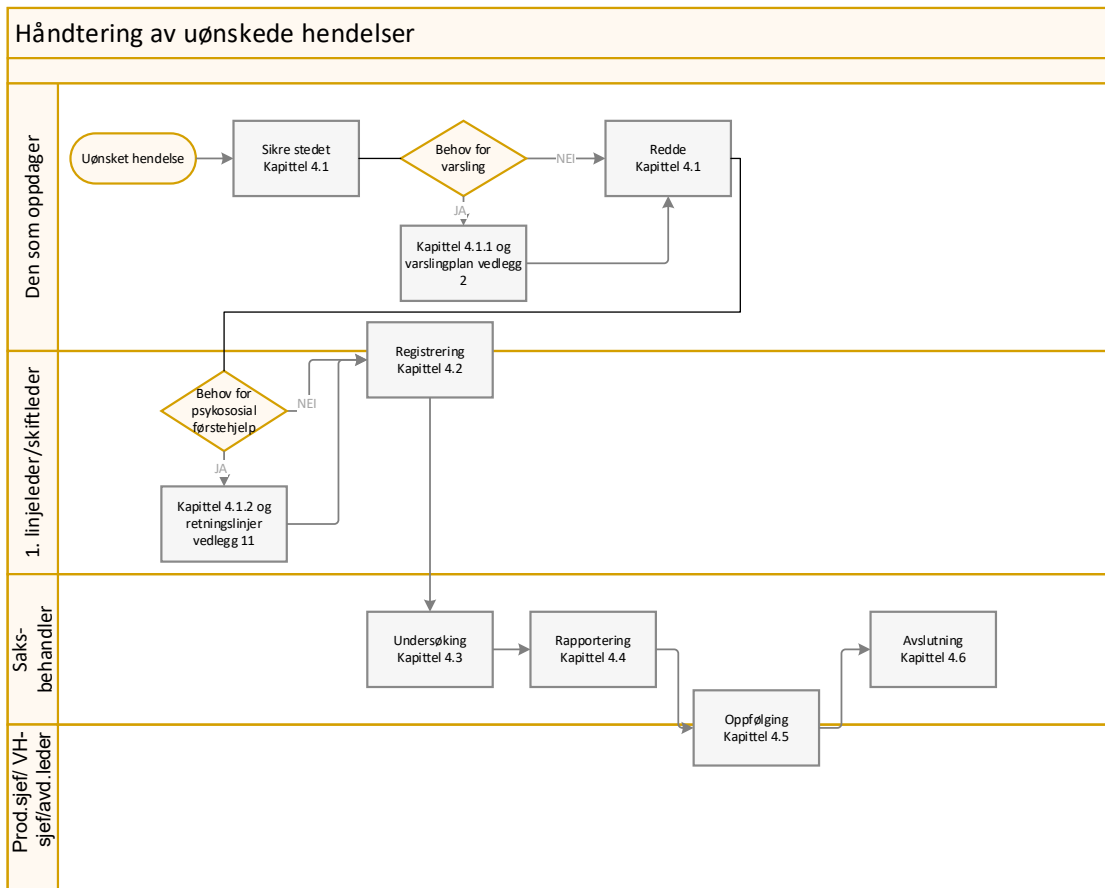 Håndtering av uønskede hendelser
Den som oppdager
Uønsket hendelse
Sikre stedet
Kapittel 4.1
Behov for
varsling
NEI
Redde
Kapittel 4.1
JA,
Kapittel 4.1.1 og
varslingplan vedlegg
2
1. linjeleder/skiftleder
Registrering
Kapittel 4.2
Behov for
psykososial
førstehjelp
NEI
JA,
Kapittel 4.1.2 og
retningslinjer
vedlegg 11
Saks-
behandler
Undersøking
Kapittel 4.3
Rapportering
Kapittel 4.4
Avslutning
Kapittel 4.6
Prod.sjef/ VH-
sjef/avd.leder
Oppfølging
Kapittel 4.5